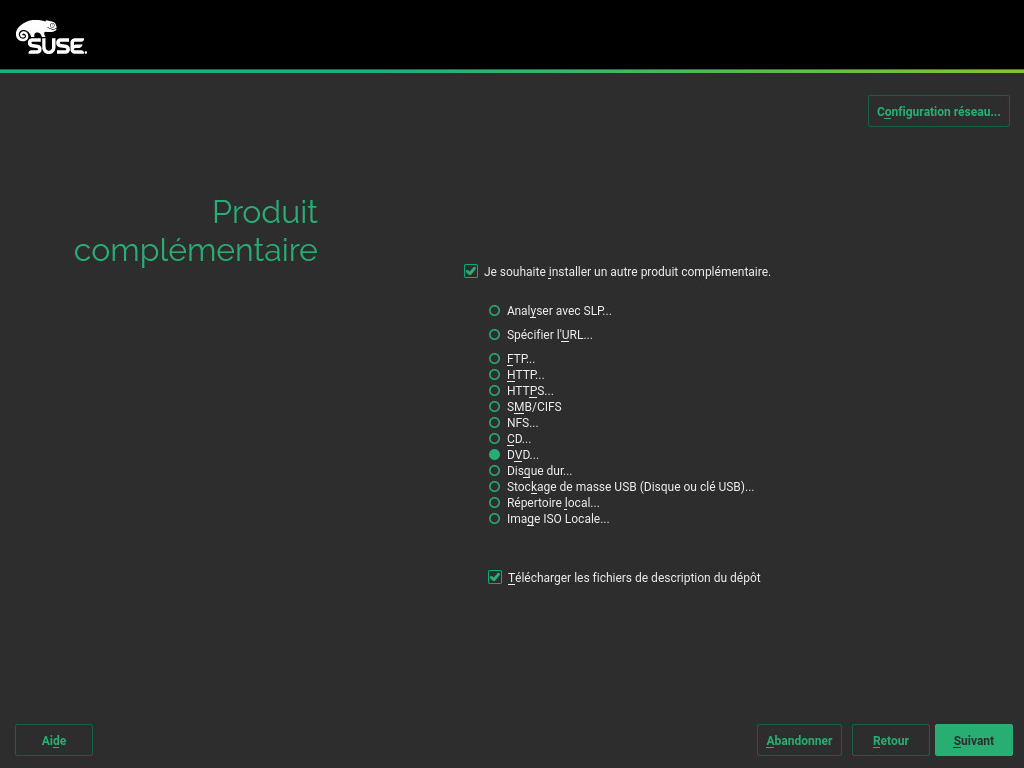 SUSE.
Configuration réseau...
Produit
complémentaire
Je souhaite installer un autre produit complémentaire.
Analyser avec SLP...
Spécifier l'URL...
FTP...
HTTP...
HTTPS...
SMB/CIFS
NFS...
CD...
DVD...
Disque dur...
Stockage de masse USB (Disque ou clé USB)...
Répertoire local...
Image ISO Locale...
Télécharger les fichiers de description du dépôt
Aide
Abandonner
Retour
Suivant